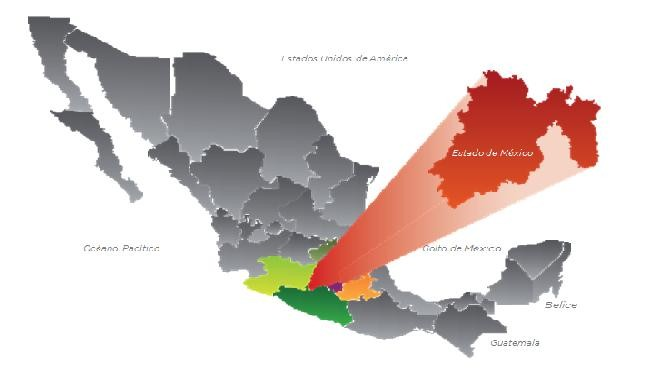 Estados Unidos de América
Estado de México
Océano Pacífico
Golfo de México
Belice
Guatemala